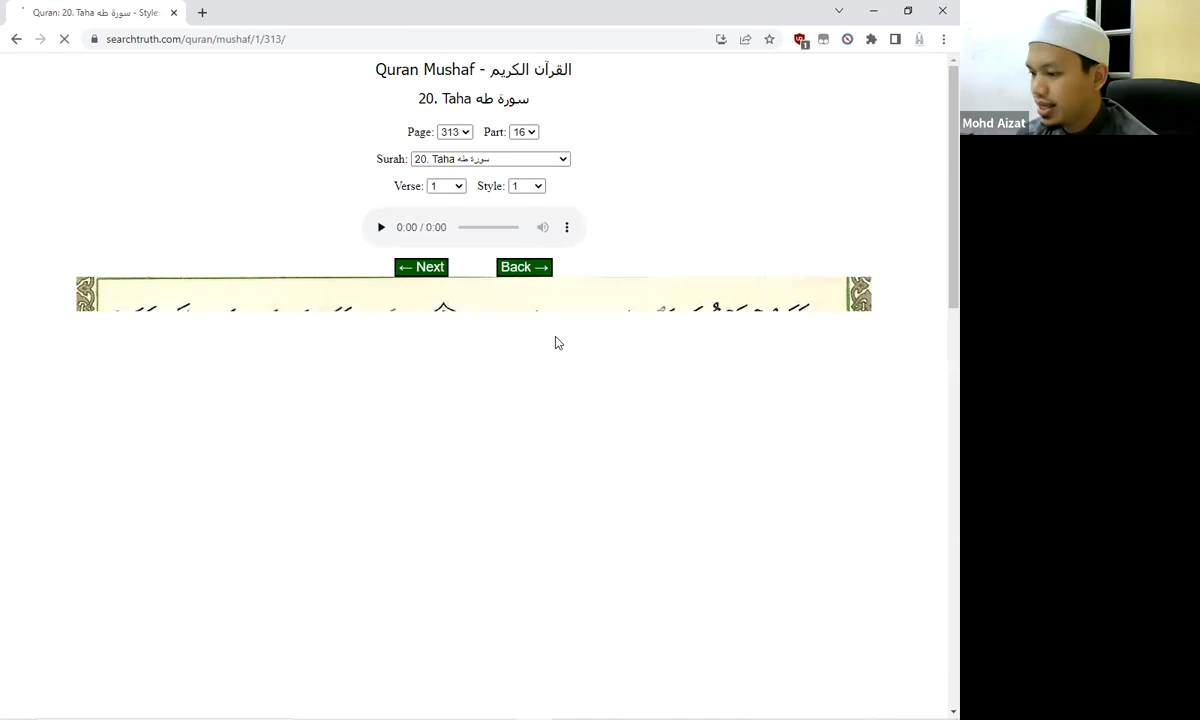 Quran: 20. Taha سورة طه - Style
searchtruth.com/quran/mushaf/1/313/
1
Quran Mushaf - القرآن الكريم
20. Taha سورة طه
Page: 313 Part: 16
Surah: 20. Taha سورة طه
Verse: 1 Style: 1
0:00 / 0:00
← Next Back →
Mohd Aizat